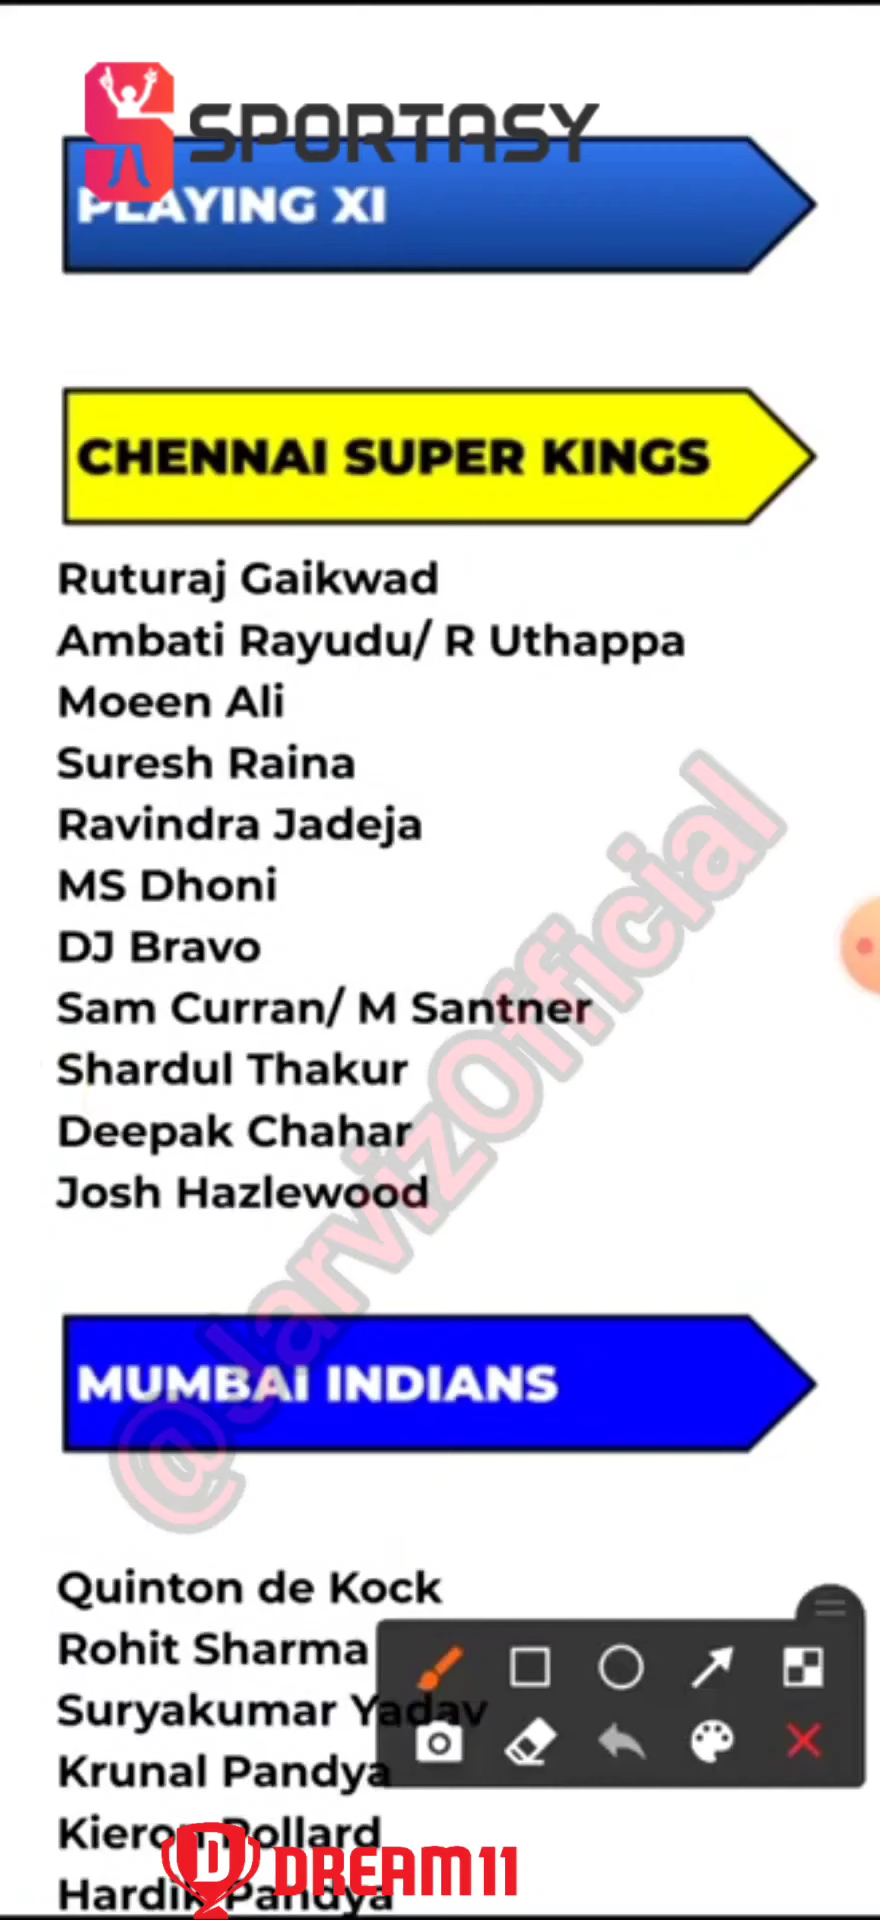 SPORTASY
PLAYING XI
CHENNAI SUPER KINGS
Ruturaj Gaikwad
Ambati Rayudu/ R Uthappa
Moeen Ali
Suresh Raina
Ravindra Jadeja
MS Dhoni
DJ Bravo
Sam Curran/ M Santner
Shardul Thakur
Deepak Chahar
Josh Hazlewood
@JarvizOfficial
MUMBAI INDIANS
Quinton de Kock
Rohit Sharma
Suryakumar Yadav
Krunal Pandya
Kieron Pollard
Hardik Pandya
DREAM11